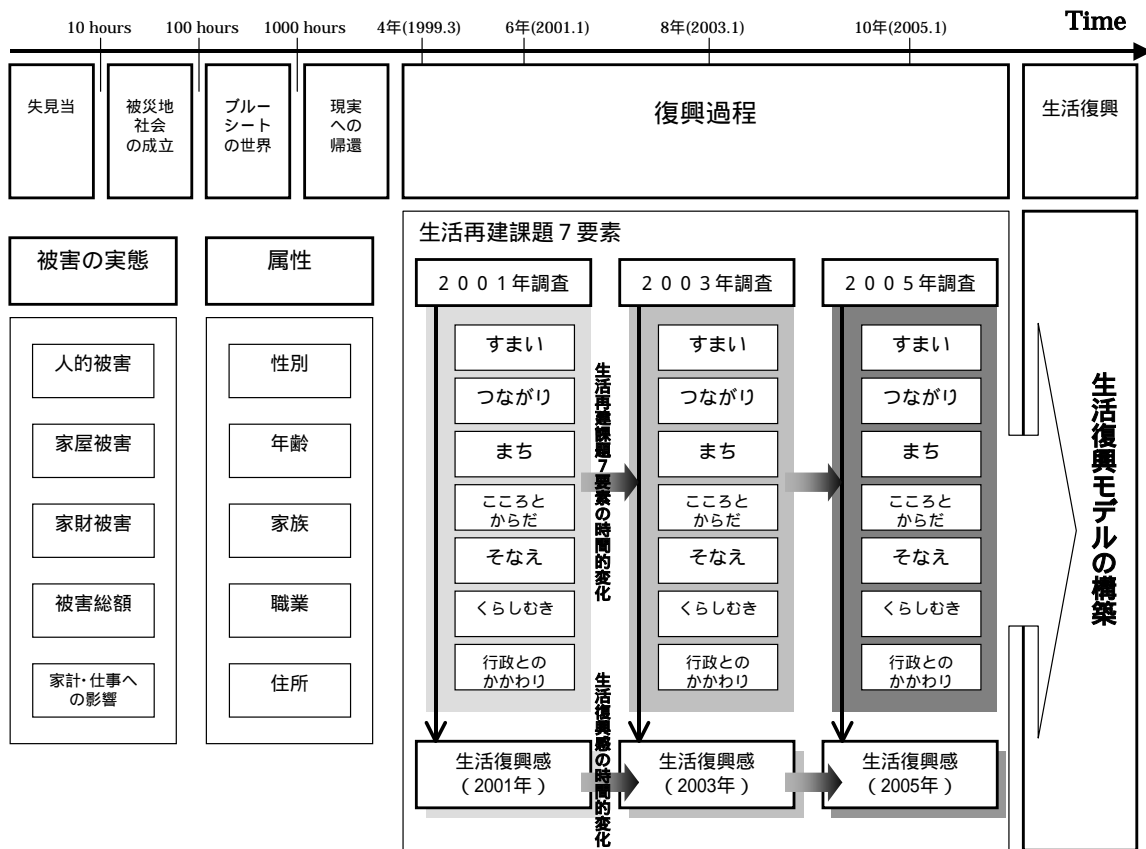 Time
10 hours
100 hours
1000 hours
4年(1999.3)
6年(2001.1)
8年(2003.1)
10年(2005.1)
失見当
被災地
社会
の成立
ブルー
シート
の世界
現実
への
帰還
復興過程
生活復興
被害の実態
人的被害
家屋被害
家財被害
被害総額
家計･仕事へ
の影響
属性
性別
年齢
家族
職業
住所
生活再建課題７要素
２００１年調査
すまい
つながり
まち
こころと
からだ
そなえ
くらしむき
行政との
かかわり
生活復興感
（2001年）
生活再建課題７要素の時間的変化
生活復興感の時間的変化
２００３年調査
すまい
つながり
まち
こころと
からだ
そなえ
くらしむき
行政との
かかわり
生活復興感
（2003年）
２００５年調査
すまい
つながり
まち
こころと
からだ
そなえ
くらしむき
行政との
かかわり
生活復興感
（2005年）
生活復興モデルの構築